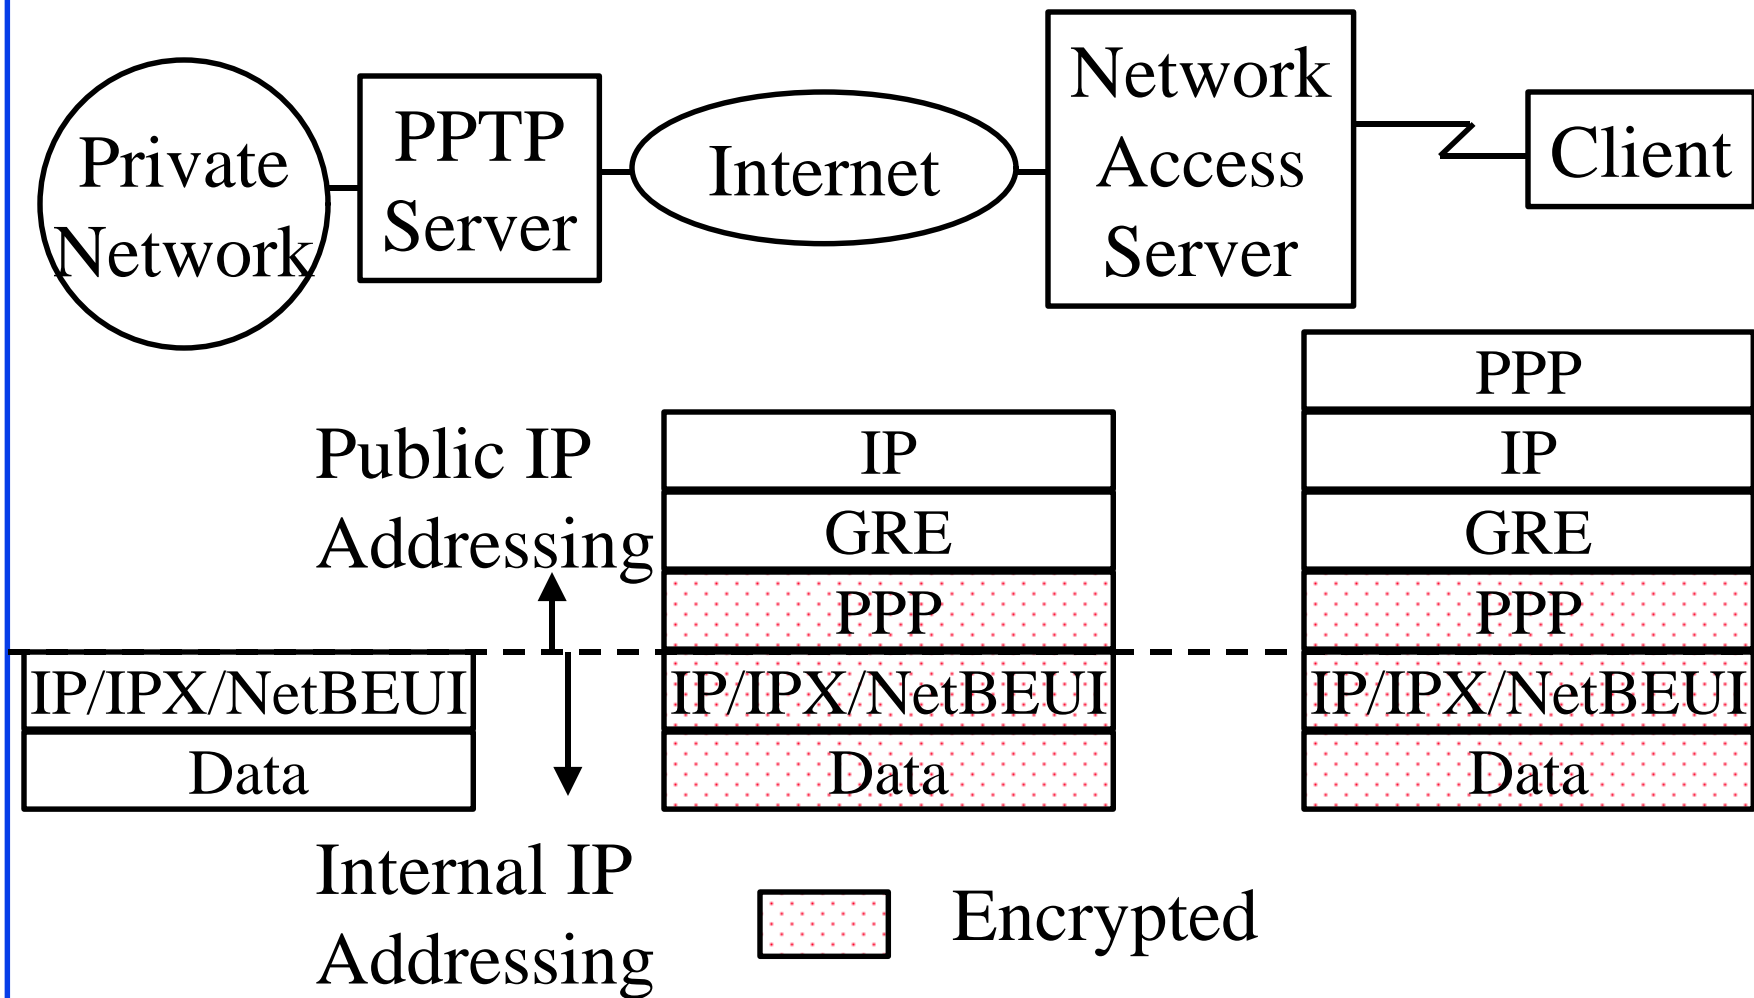 Private
Network
PPTP
Server
Internet
Network
Access
Server
Client
Public IP
Addressing
IP/IPX/NetBEUI
Data
Internal IP
Addressing
IP
GRE
PPP
IP/IPX/NetBEUI
Data
PPP
IP
GRE
PPP
IP/IPX/NetBEUI
Data
Encrypted